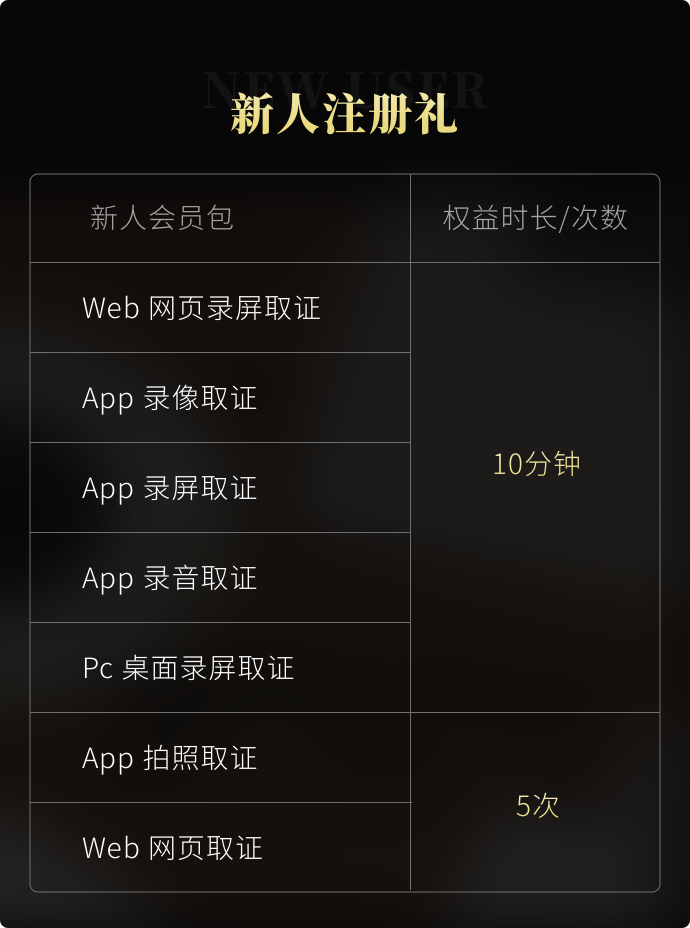 NEW USER
新人注册礼
新人会员包
权益时长/次数
Web 网页录屏取证
App 录像取证
App 录屏取证
10分钟
App 录音取证
Pc 桌面录屏取证
App 拍照取证
5次
Web 网页取证